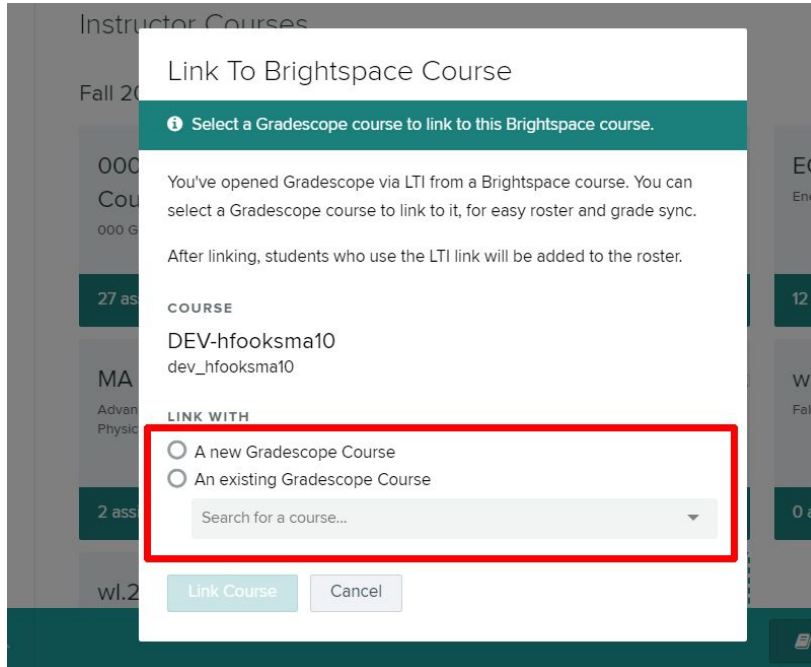 Instructor Courses
Link To Brightspace Course
Fall 20
Select a Gradescope course to link to this Brightspace course.
000
Cou
000 G
You've opened Gradescope via LTI from a Brightspace course. You can
select a Gradescope course to link to it, for easy roster and grade sync.
After linking, students who use the LTI link will be added to the roster.
27 as
12
COURSE
DEV-hfooksma10
dev_hfooksma10
MA
Advan
Physic
LINK WITH
A new Gradescope Course
An existing Gradescope Course
Search for a course...
2 ass
0 a
wl.2
Link Course
Cancel